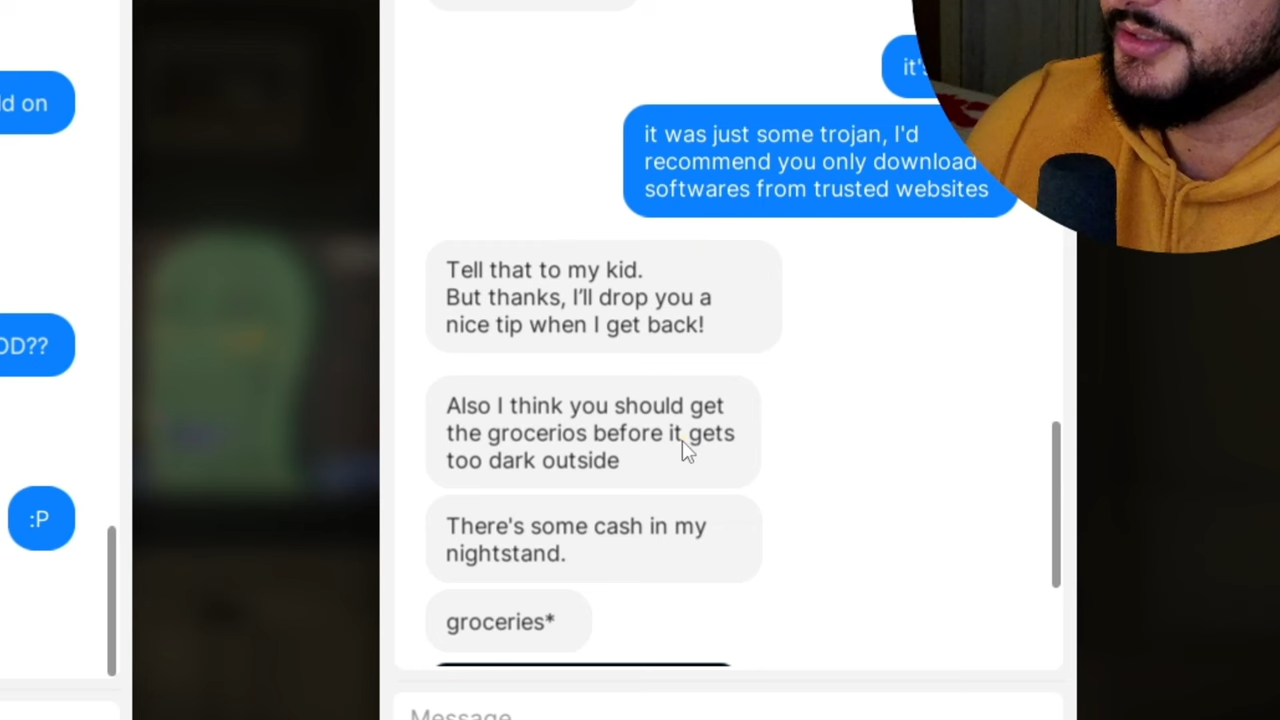 it's
it was just some trojan, I'd
recommend you only download
softwares from trusted websites
Tell that to my kid.
But thanks, I'll drop you a
nice tip when I get back!
Also I think you should get
the grocerios before it gets
too dark outside
There's some cash in my
nightstand.
groceries*
Message
ld on
OD??
:P